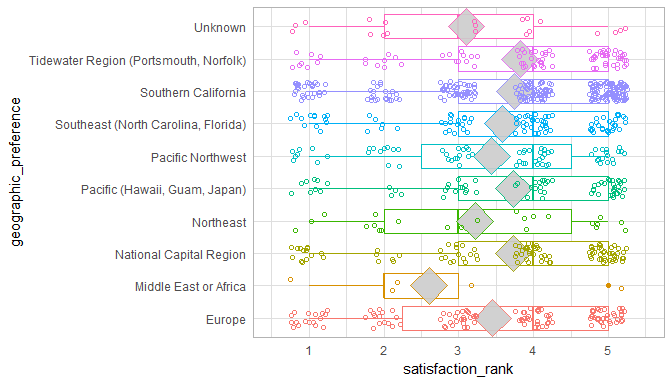 Unknown
Tidewater Region (Portsmouth, Norfolk)
Southern California
Southeast (North Carolina, Florida)
Pacific Northwest
Pacific (Hawaii, Guam, Japan)
Northeast
National Capital Region
Middle East or Africa
Europe
geographic_preference
1 2 3 4 5
satisfaction_rank